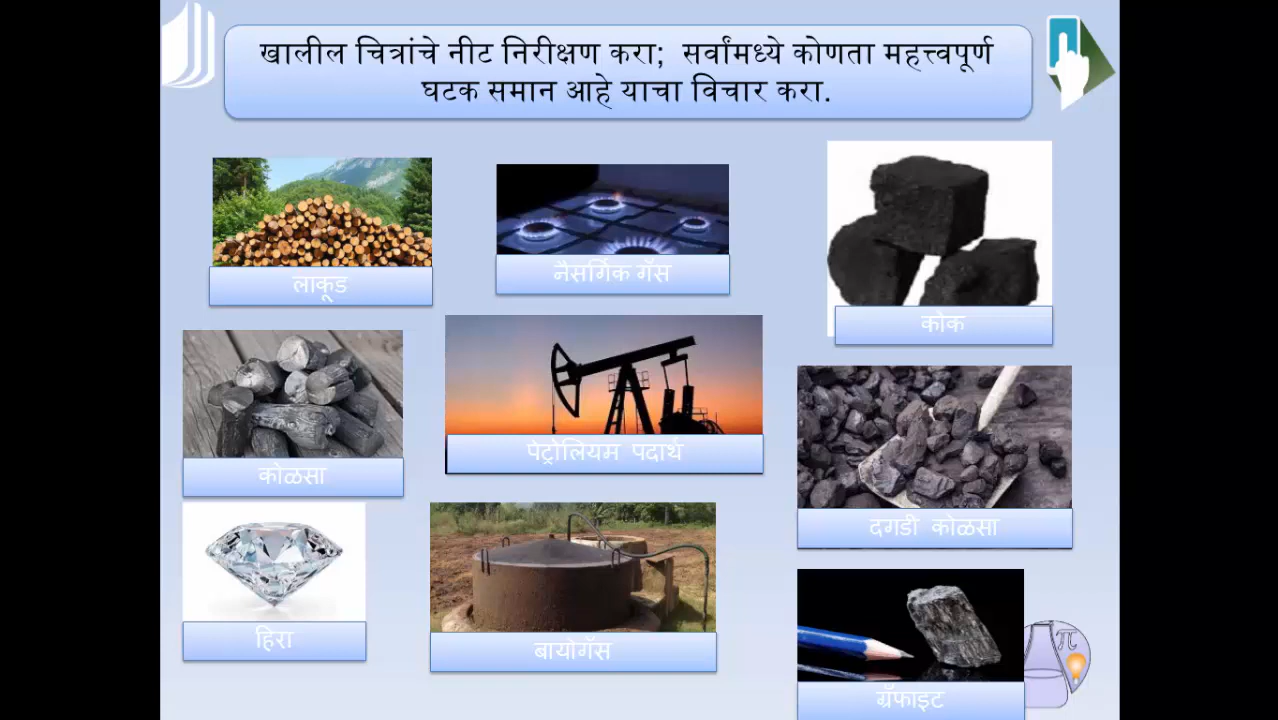 खालील चित्रांचे नीट निरीक्षण करा; सर्वांमध्ये कोणता महत्त्वपूर्ण
घटक समान आहे याचा विचार करा.
लाकूड
नैसर्गिक गॅस
कोक
कोळसा
पेट्रोलियम पदार्थ
दगडी कोळसा
हिरा
बायोगॅस
ग्रॅफाइट
π